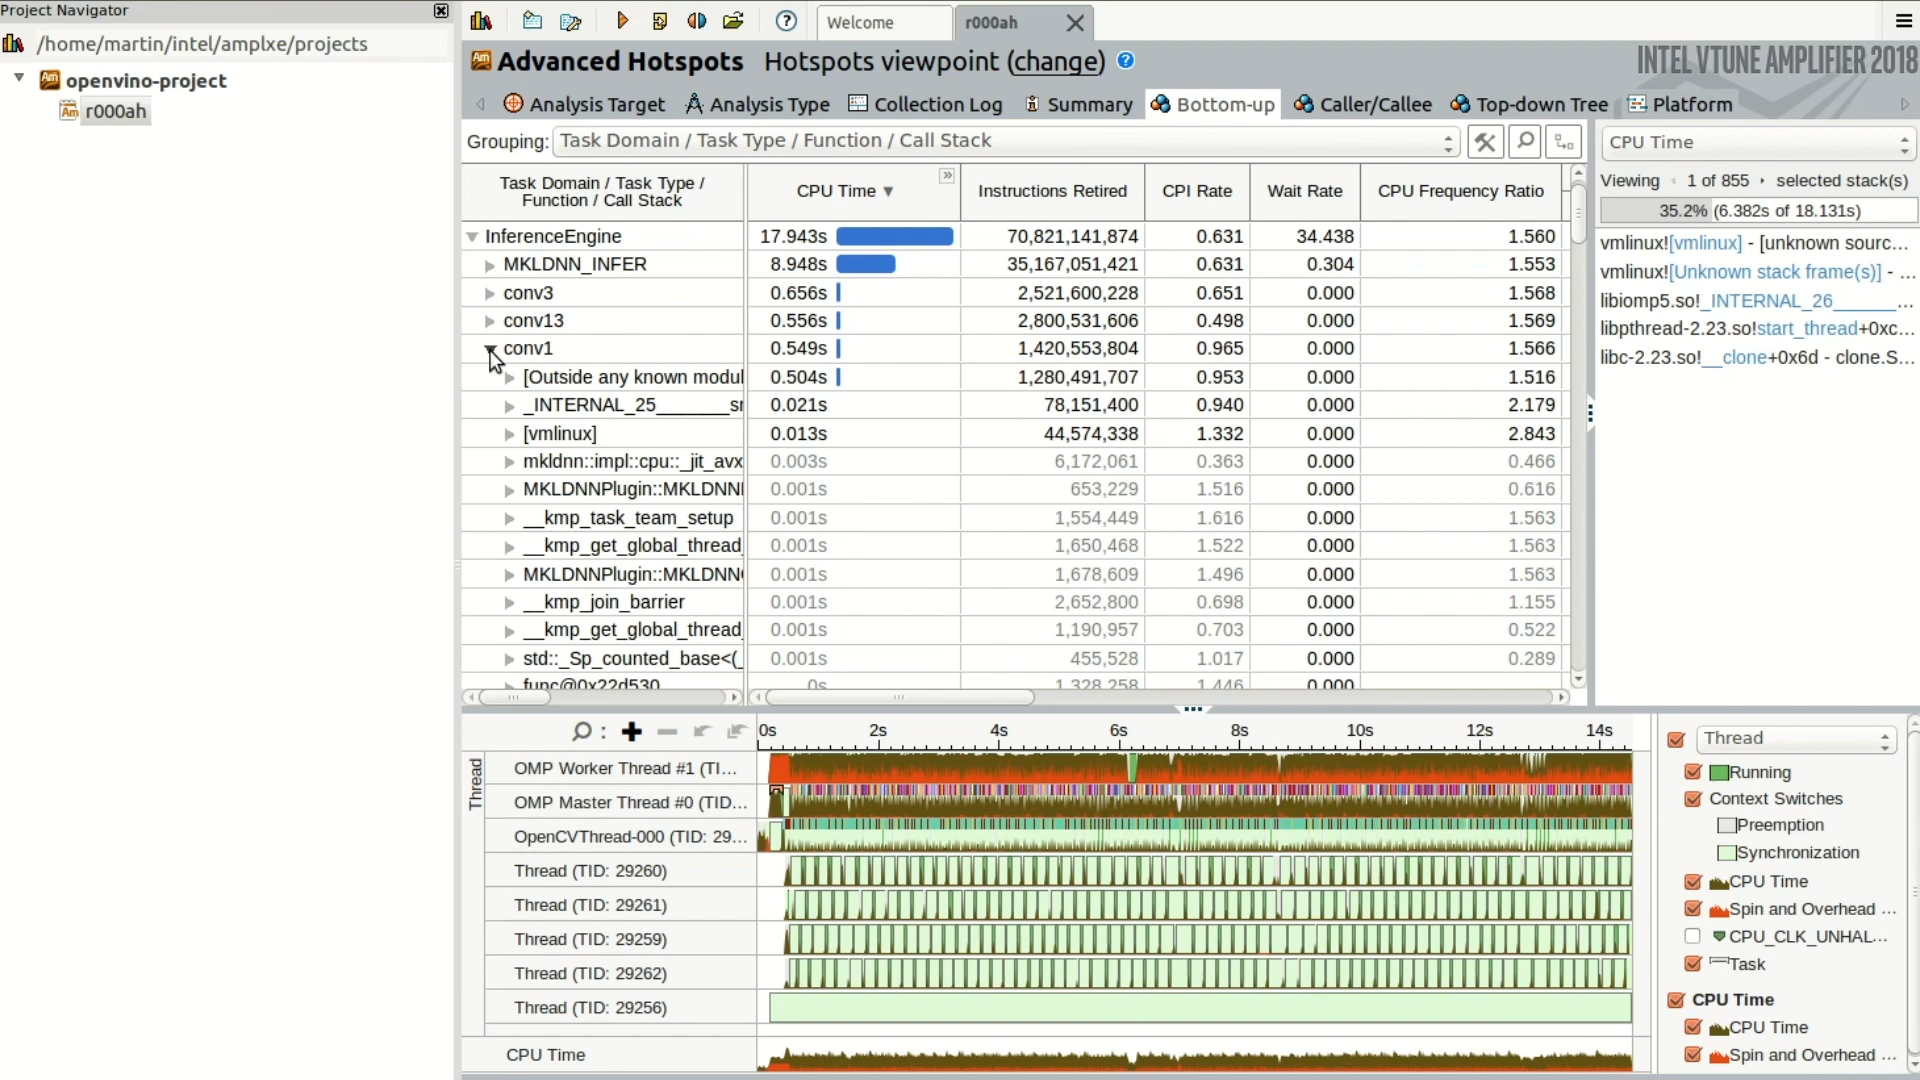 Project Navigator
/home/martin/intel/amplxe/projects
openvino-project
r000ah
Welcome
r000ah
Advanced Hotspots Hotspots viewpoint (change)
INTEL VTUNE AMPLIFIER 2018
Analysis Target Analysis Type Collection Log Summary Bottom-up Caller/Callee Top-down Tree Platform
Grouping: Task Domain / Task Type / Function / Call Stack
Task Domain / Task Type / Function / Call Stack CPU Time Instructions Retired CPI Rate Wait Rate CPU Frequency Ratio
InferenceEngine 17.943s 70,821,141,874 0.631 34.438 1.560
MKLDNN_INFER 8.948s 35,167,051,421 0.631 0.304 1.553
conv3 0.656s 2,521,600,228 0.651 0.000 1.568
conv13 0.556s 2,800,531,606 0.498 0.000 1.569
conv1 0.549s 1,420,553,804 0.965 0.000 1.566
[Outside any known modul 0.504s 1,280,491,707 0.953 0.000 1.516
_INTERNAL_25_______sr 0.021s 78,151,400 0.940 0.000 2.179
[vmlinux] 0.013s 44,574,338 1.332 0.000 2.843
mkldnn::impl::cpu::_jit_avx 0.003s 6,172,061 0.363 0.000 0.466
MKLDNNPlugin::MKLDNN 0.001s 653,229 1.516 0.000 0.616
__kmp_task_team_setup 0.001s 1,554,449 1.616 0.000 1.563
__kmp_get_global_thread_ 0.001s 1,650,468 1.522 0.000 1.563
MKLDNNPlugin::MKLDNN 0.001s 1,678,609 1.496 0.000 1.563
__kmp_join_barrier 0.001s 2,652,800 0.698 0.000 1.155
__kmp_get_global_thread_ 0.001s 1,190,957 0.703 0.000 0.522
std::_Sp_counted_base<(_ 0.001s 455,528 1.017 0.000 0.289
func@0x22d530 0s 1,328,258 1.446 0.000
CPU Time
Viewing 1 of 855 selected stack(s)
35.2% (6.382s of 18.131s)
vmlinux![vmlinux] - [unknown sourc...
vmlinux![Unknown stack frame(s)] - ...
libiomp5.so!_INTERNAL_26______...
libpthread-2.23.so!start_thread+0xc...
libc-2.23.so!__clone+0x6d - clone.S...
0s 2s 4s 6s 8s 10s 12s 14s
Thread
OMP Worker Thread #1 (TI...
OMP Master Thread #0 (TID...
OpenCVThread-000 (TID: 29...
Thread (TID: 29260)
Thread (TID: 29261)
Thread (TID: 29259)
Thread (TID: 29262)
Thread (TID: 29256)
CPU Time
Thread
Running
Context Switches
Preemption
Synchronization
CPU Time
Spin and Overhead ...
CPU_CLK_UNHAL...
Task
CPU Time
CPU Time
Spin and Overhead ...